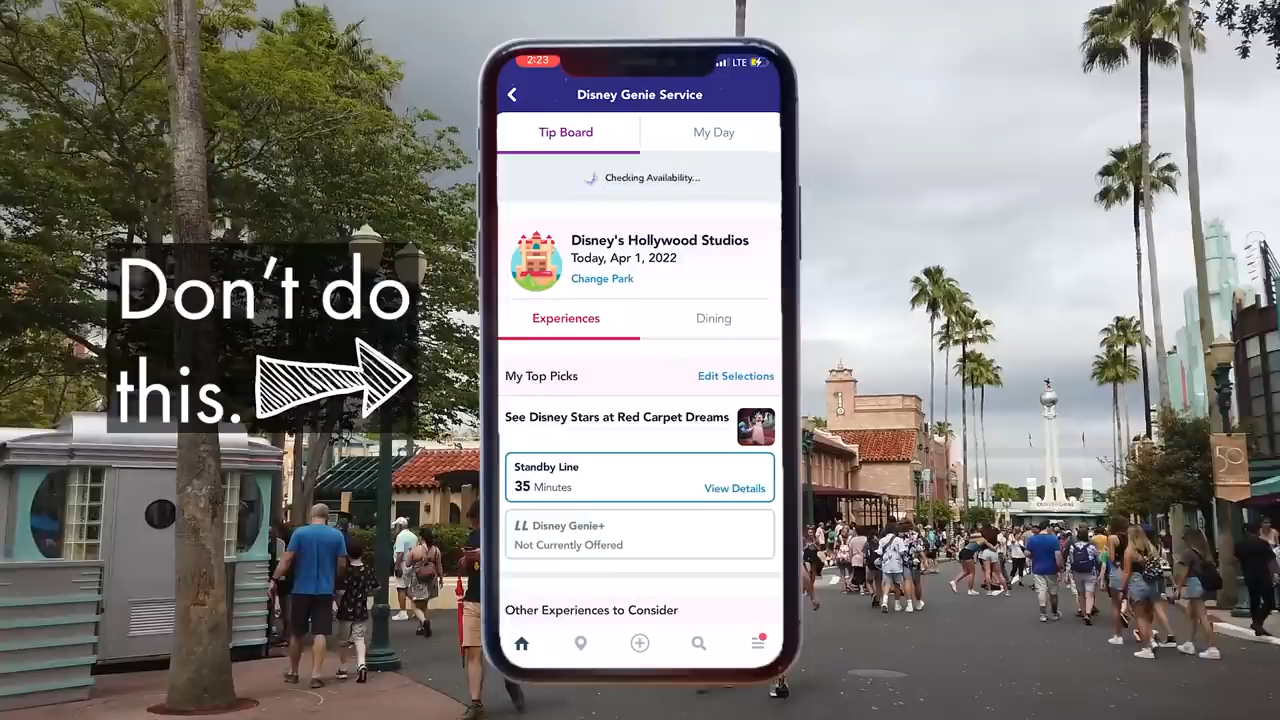 Don't do
this.
2:23
LTE
Disney Genie Service
Tip Board
My Day
Checking Availability...
Disney's Hollywood Studios
Today, Apr 1, 2022
Change Park
Experiences
Dining
My Top Picks
Edit Selections
See Disney Stars at Red Carpet Dreams
Standby Line
35 Minutes
View Details
Disney Genie+
Not Currently Offered
Other Experiences to Consider
50